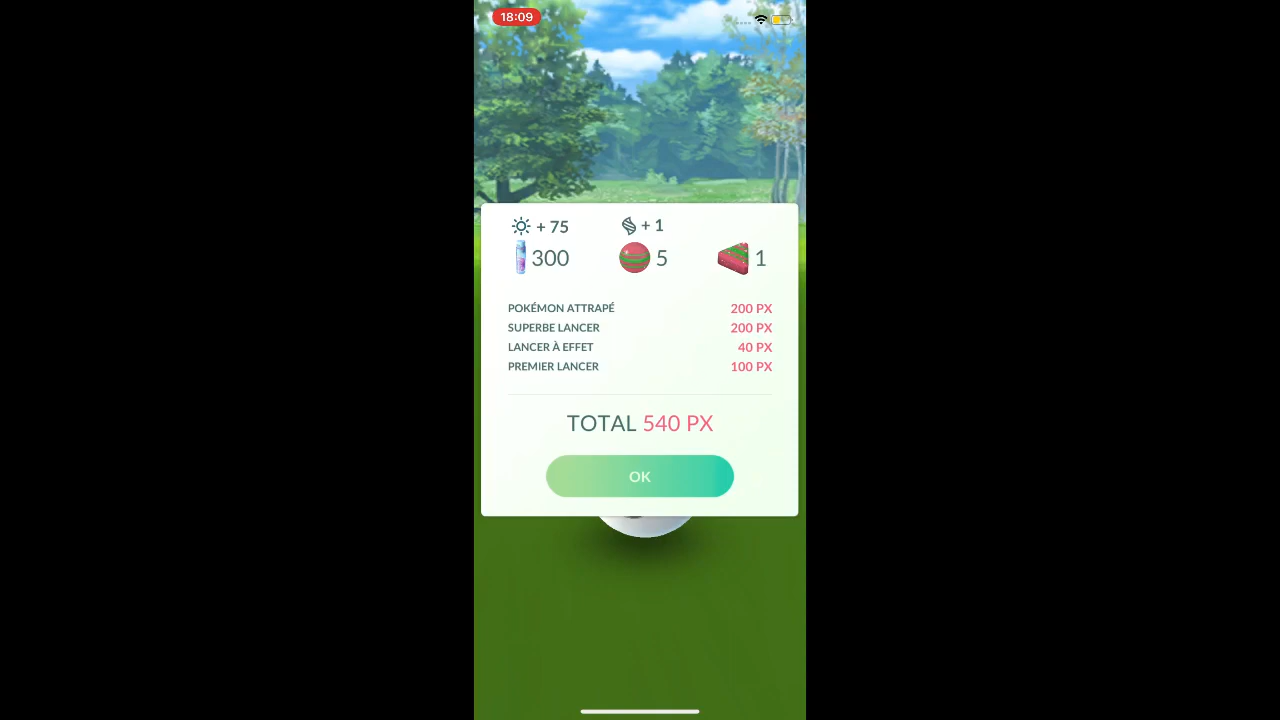 18:09
+ 75 + 1
300 5 1
POKÉMON ATTRAPÉ 200 PX
SUPERBE LANCER 200 PX
LANCER À EFFET 40 PX
PREMIER LANCER 100 PX
TOTAL 540 PX
OK